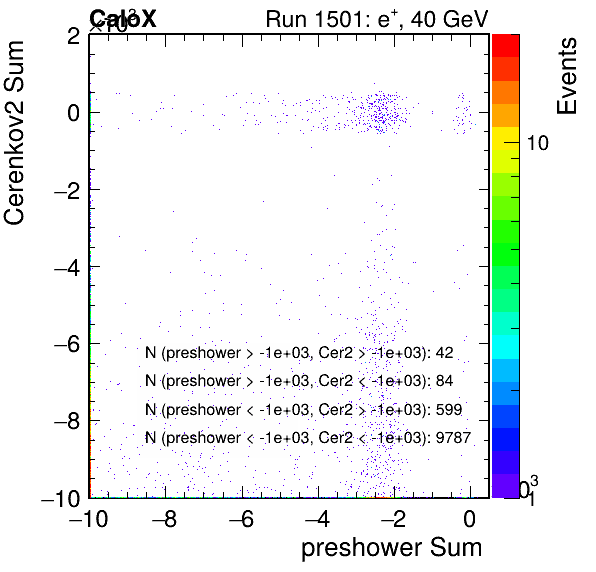 CaloX
×10³
Run 1501: e⁺, 40 GeV
Cerenkov2 Sum
2
0
−2
−4
−6
−8
−10
N (preshower > -1e+03, Cer2 > -1e+03): 42
N (preshower > -1e+03, Cer2 < -1e+03): 84
N (preshower < -1e+03, Cer2 > -1e+03): 599
N (preshower < -1e+03, Cer2 < -1e+03): 9787
−10
−8
−6
−4
−2
0
preshower Sum
Events
10
1